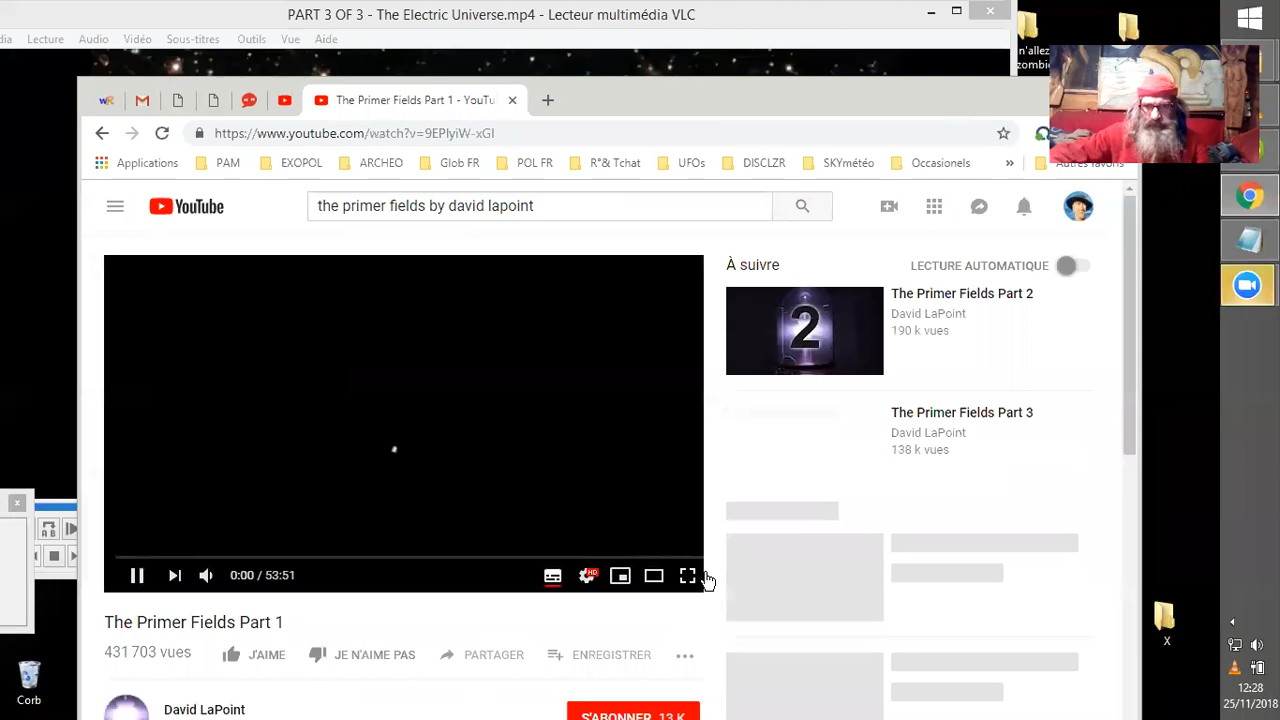 PART 3 OF 3 - The Electric Universe.mp4 - Lecteur multimédia VLC
dia Lecture Audio Vidéo Sous-titres Outils Vue Aide
n'allez
zombie
The Primer Fields Part 1 - YouTu
https://www.youtube.com/watch?v=9EPlyiW-xGI
Applications PAM EXOPOL ARCHEO Glob FR POL FR R°& Tchat UFOs DISCLZR SKYmétéo Occasionels » Autres favoris
YouTube
the primer fields by david lapoint
À suivre
LECTURE AUTOMATIQUE
2
The Primer Fields Part 2
David LaPoint
190 k vues
The Primer Fields Part 3
David LaPoint
138 k vues
A B
0:00 / 53:51
HD
The Primer Fields Part 1
431 703 vues
J'AIME
JE N'AIME PAS
PARTAGER
ENREGISTRER
David LaPoint
S'ABONNER 13 K
X
Corb
12:28
25/11/2018